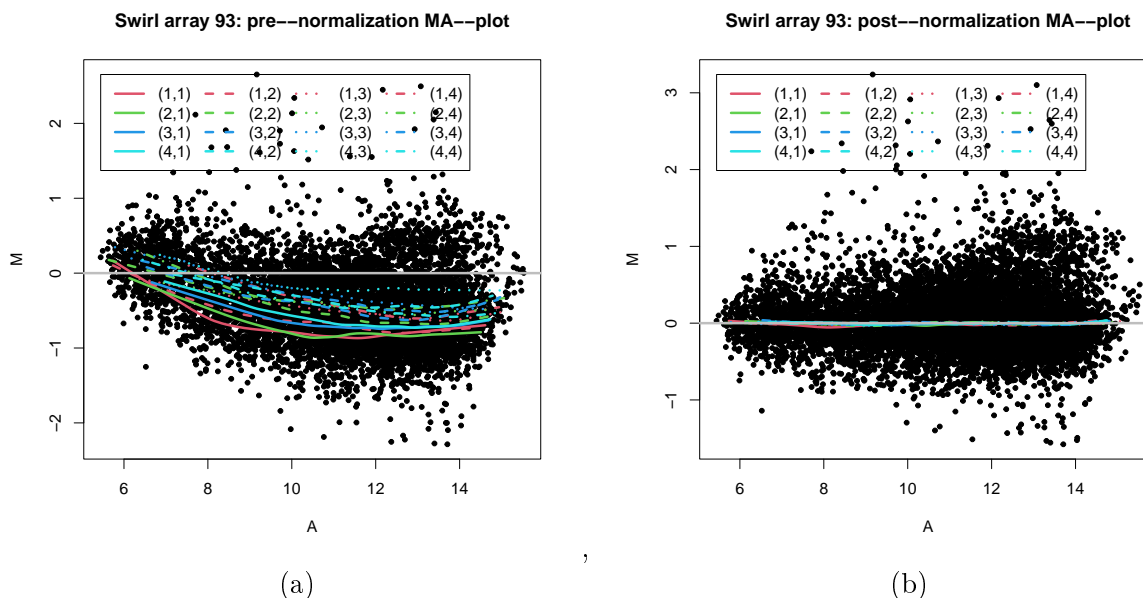 Swirl array 93: pre−−normalization MA−−plot
(1,1) (1,2) (1,3) (1,4)
(2,1) (2,2) (2,3) (2,4)
(3,1) (3,2) (3,3) (3,4)
(4,1) (4,2) (4,3) (4,4)
2
1
0
−1
−2
M
6 8 10 12 14
A
(a)
,
Swirl array 93: post−−normalization MA−−plot
(1,1) (1,2) (1,3) (1,4)
(2,1) (2,2) (2,3) (2,4)
(3,1) (3,2) (3,3) (3,4)
(4,1) (4,2) (4,3) (4,4)
3
2
1
0
−1
M
6 8 10 12 14
A
(b)